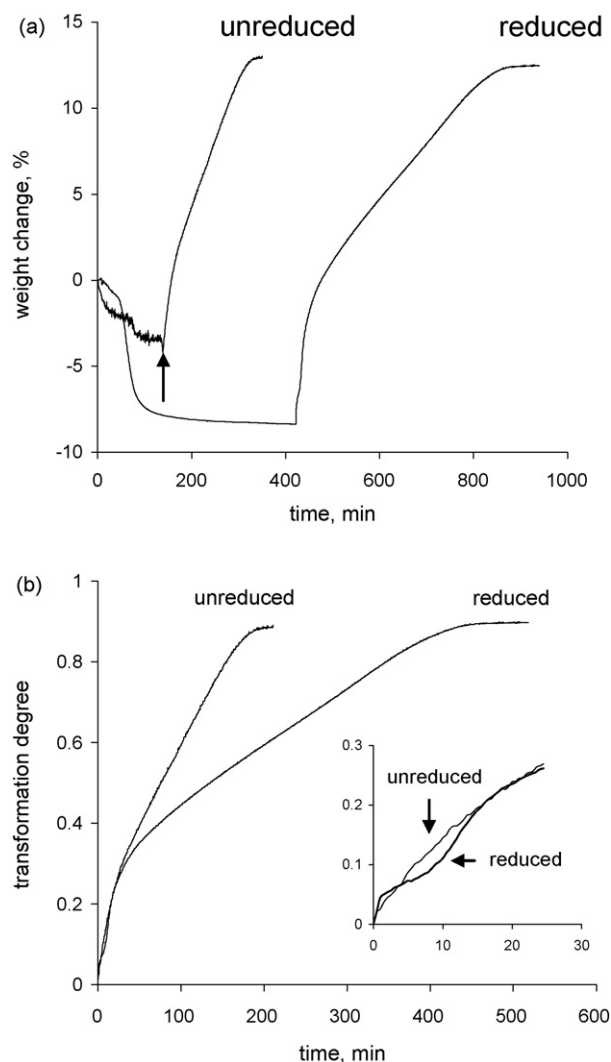 (a)
unreduced reduced
15
10
5
0
-5
-10
weight change, %
0 200 400 600 800 1000
time, min
(b)
1
0.8
0.6
0.4
0.2
0
transformation degree
unreduced reduced
0.3
0.2
0.1
0
unreduced
reduced
0 10 20 30
0 100 200 300 400 500 600
time, min